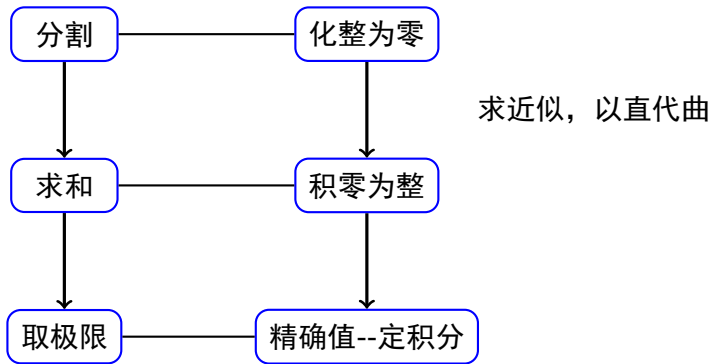 分割
化整为零
求近似，以直代曲
求和
积零为整
取极限
精确值--定积分